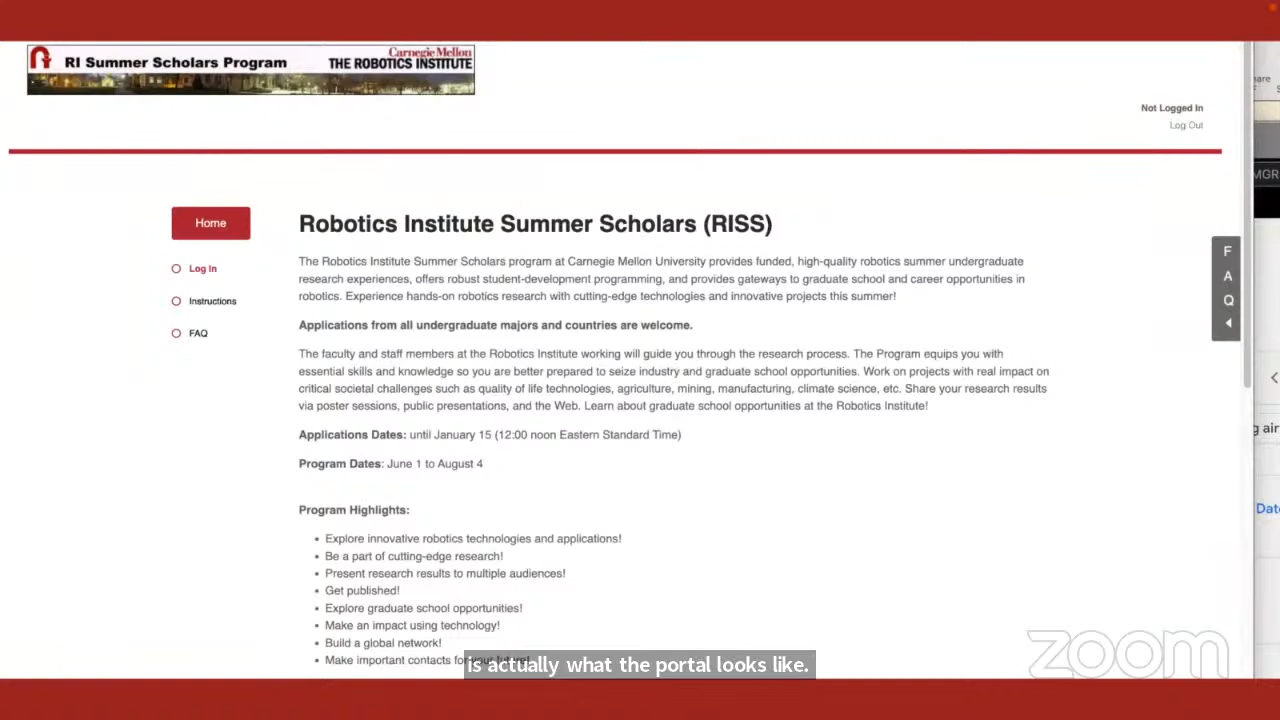 RI Summer Scholars Program
Carnegie Mellon
THE ROBOTICS INSTITUTE
Not Logged In
Log Out
Home
Log In
Instructions
FAQ
Robotics Institute Summer Scholars (RISS)
The Robotics Institute Summer Scholars program at Carnegie Mellon University provides funded, high-quality robotics summer undergraduate
research experiences, offers robust student-development programming, and provides gateways to graduate school and career opportunities in
robotics. Experience hands-on robotics research with cutting-edge technologies and innovative projects this summer!
Applications from all undergraduate majors and countries are welcome.
The faculty and staff members at the Robotics Institute working will guide you through the research process. The Program equips you with
essential skills and knowledge so you are better prepared to seize industry and graduate school opportunities. Work on projects with real impact on
critical societal challenges such as quality of life technologies, agriculture, mining, manufacturing, climate science, etc. Share your research results
via poster sessions, public presentations, and the Web. Learn about graduate school opportunities at the Robotics Institute!
Applications Dates: until January 15 (12:00 noon Eastern Standard Time)
Program Dates: June 1 to August 4
Program Highlights:
• Explore innovative robotics technologies and applications!
• Be a part of cutting-edge research!
• Present research results to multiple audiences!
• Get published!
• Explore graduate school opportunities!
• Make an impact using technology!
• Build a global network!
• Make important contacts for your future!
is actually what the portal looks like.
F
A
Q
MGR
g air
Date
zoom